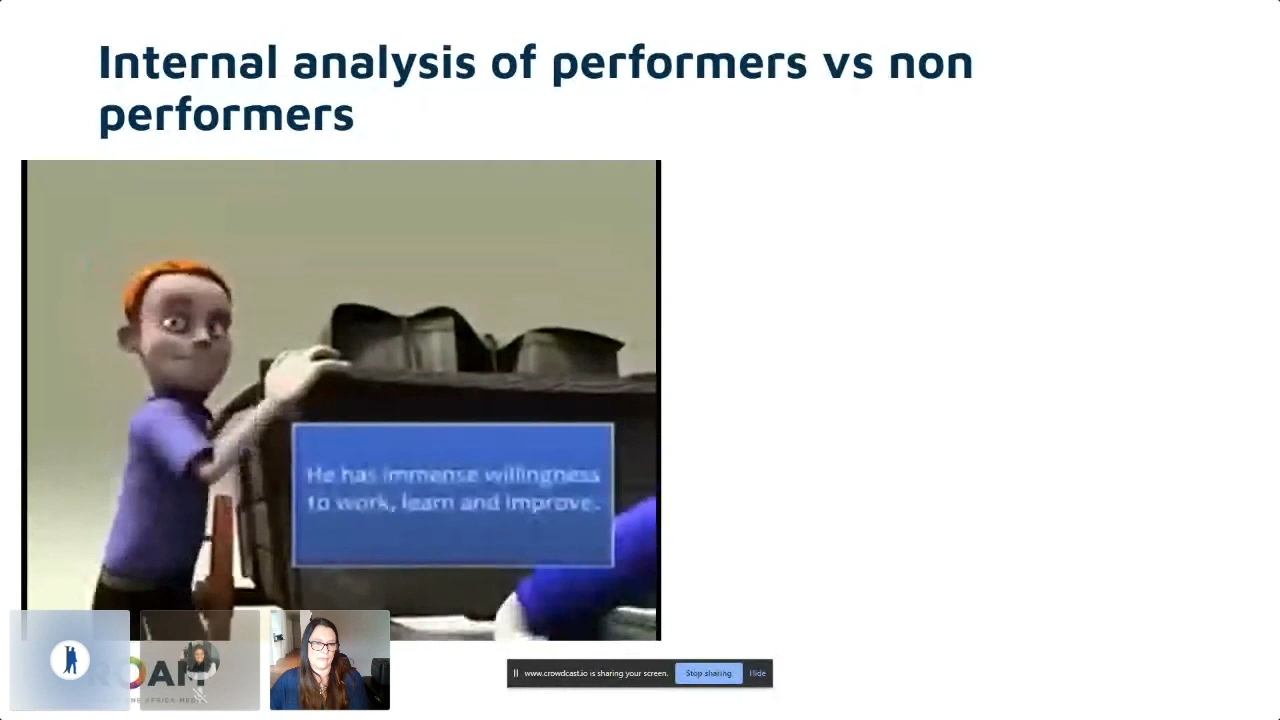 Internal analysis of performers vs non
performers
He has immense willingness
to work, learn and improve.
www.crowdcast.io is sharing your screen.
Stop sharing
Hide